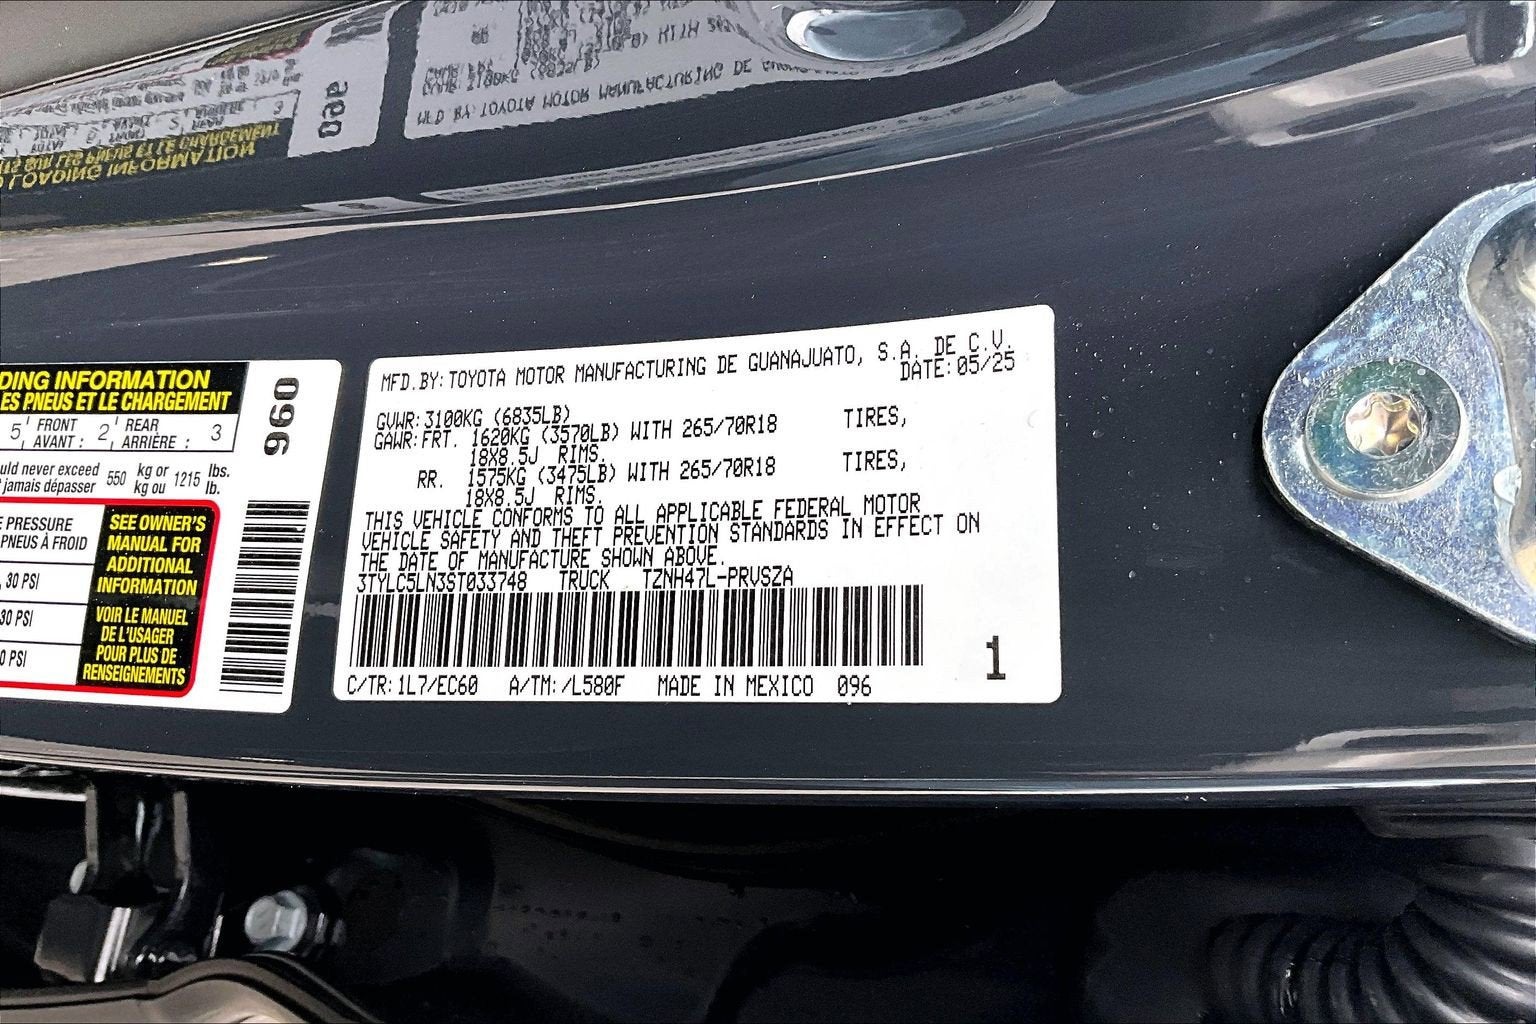 MFD.BY: TOYOTA MOTOR MANUFACTURING DE GUANAJUATO, S.A. DE C.V.
DATE: 05/25
GVWR: 3100KG (6835LB)
GAWR: FRT. 1620KG (3570LB) WITH 265/70R18 TIRES,
18X8.5J RIMS.
RR. 1575KG (3475LB) WITH 265/70R18 TIRES,
18X8.5J RIMS.
THIS VEHICLE CONFORMS TO ALL APPLICABLE FEDERAL MOTOR
VEHICLE SAFETY AND THEFT PREVENTION STANDARDS IN EFFECT ON
THE DATE OF MANUFACTURE SHOWN ABOVE.
3TYLC5LN3ST033748 TRUCK TZNH47L-PRVSZA
C/TR: 1L7/EC60 A/TM: /L580F MADE IN MEXICO 096
1
DING INFORMATION
ES PNEUS ET LE CHARGEMENT
5 FRONT AVANT : 2 REAR ARRIÈRE : 3
uld never exceed 550 kg or 1215 lbs.
jamais dépasser kg ou lb.
E PRESSURE
PNEUS À FROID
, 30 PSI
30 PSI
0 PSI
SEE OWNER'S
MANUAL FOR
ADDITIONAL
INFORMATION
VOIR LE MANUEL
DE L'USAGER
POUR PLUS DE
RENSEIGNEMENTS
096